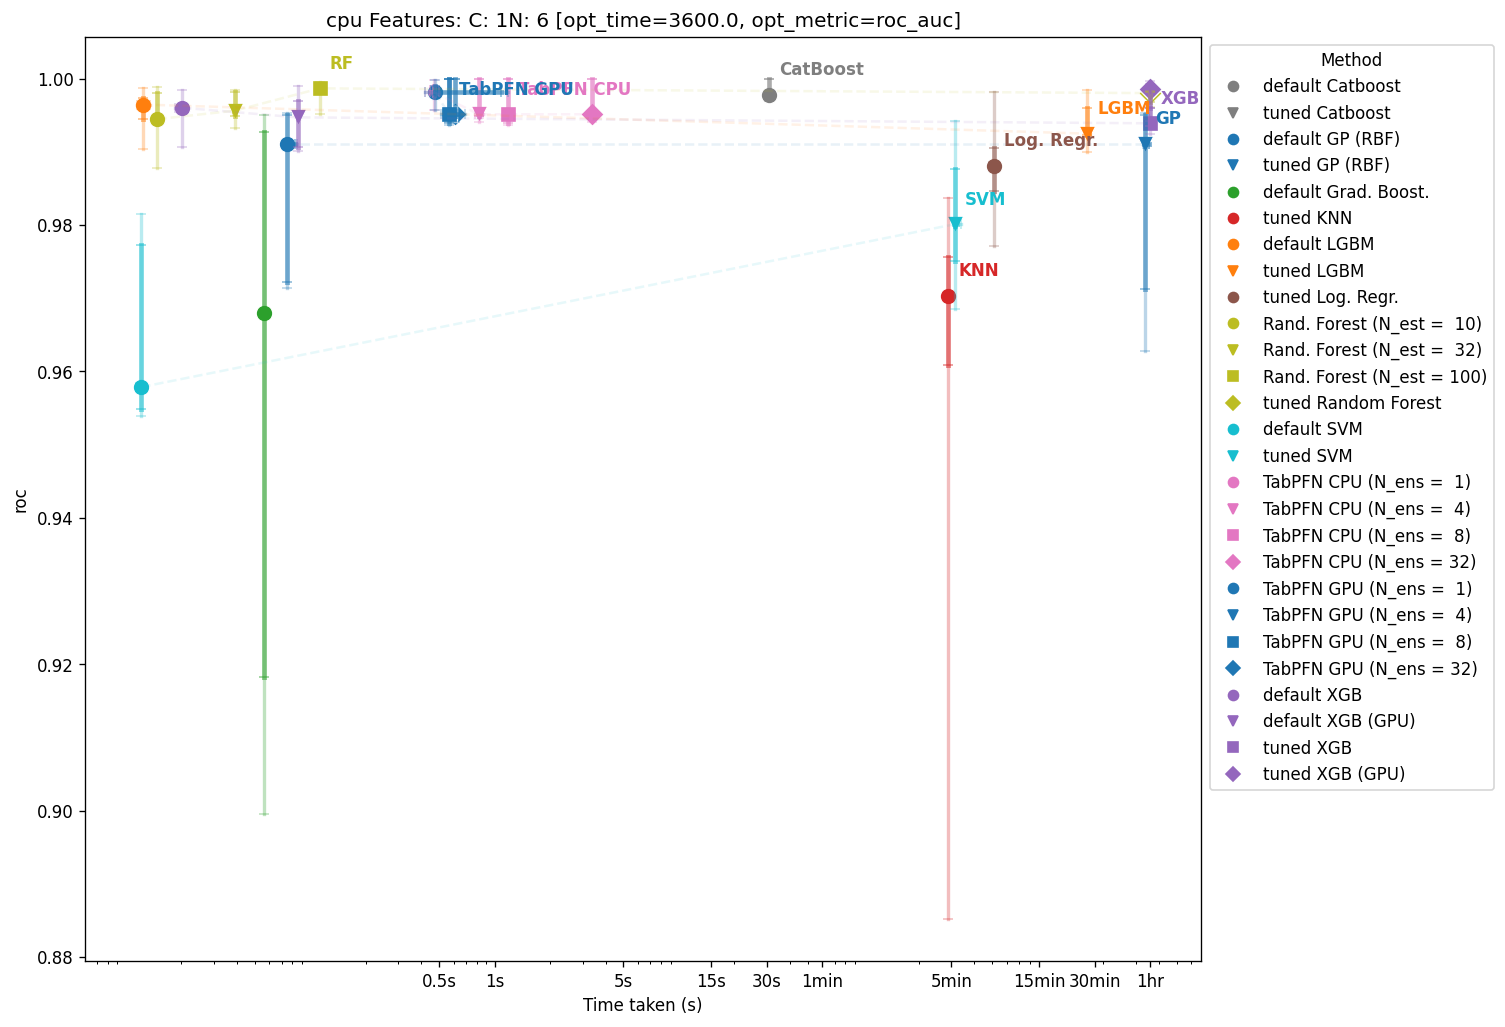 cpu Features: C: 1N: 6 [opt_time=3600.0, opt_metric=roc_auc]
roc
1.00
0.98
0.96
0.94
0.92
0.90
0.88
RF
TabPFN GPU
TabPFN CPU
CatBoost
XGB
LGBM
GP
Log. Regr.
SVM
KNN
0.5s 1s 5s 15s 30s 1min 5min 15min 30min 1hr
Time taken (s)
Method
default Catboost
tuned Catboost
default GP (RBF)
tuned GP (RBF)
default Grad. Boost.
tuned KNN
default LGBM
tuned LGBM
tuned Log. Regr.
Rand. Forest (N_est =  10)
Rand. Forest (N_est =  32)
Rand. Forest (N_est = 100)
tuned Random Forest
default SVM
tuned SVM
TabPFN CPU (N_ens =  1)
TabPFN CPU (N_ens =  4)
TabPFN CPU (N_ens =  8)
TabPFN CPU (N_ens = 32)
TabPFN GPU (N_ens =  1)
TabPFN GPU (N_ens =  4)
TabPFN GPU (N_ens =  8)
TabPFN GPU (N_ens = 32)
default XGB
default XGB (GPU)
tuned XGB
tuned XGB (GPU)